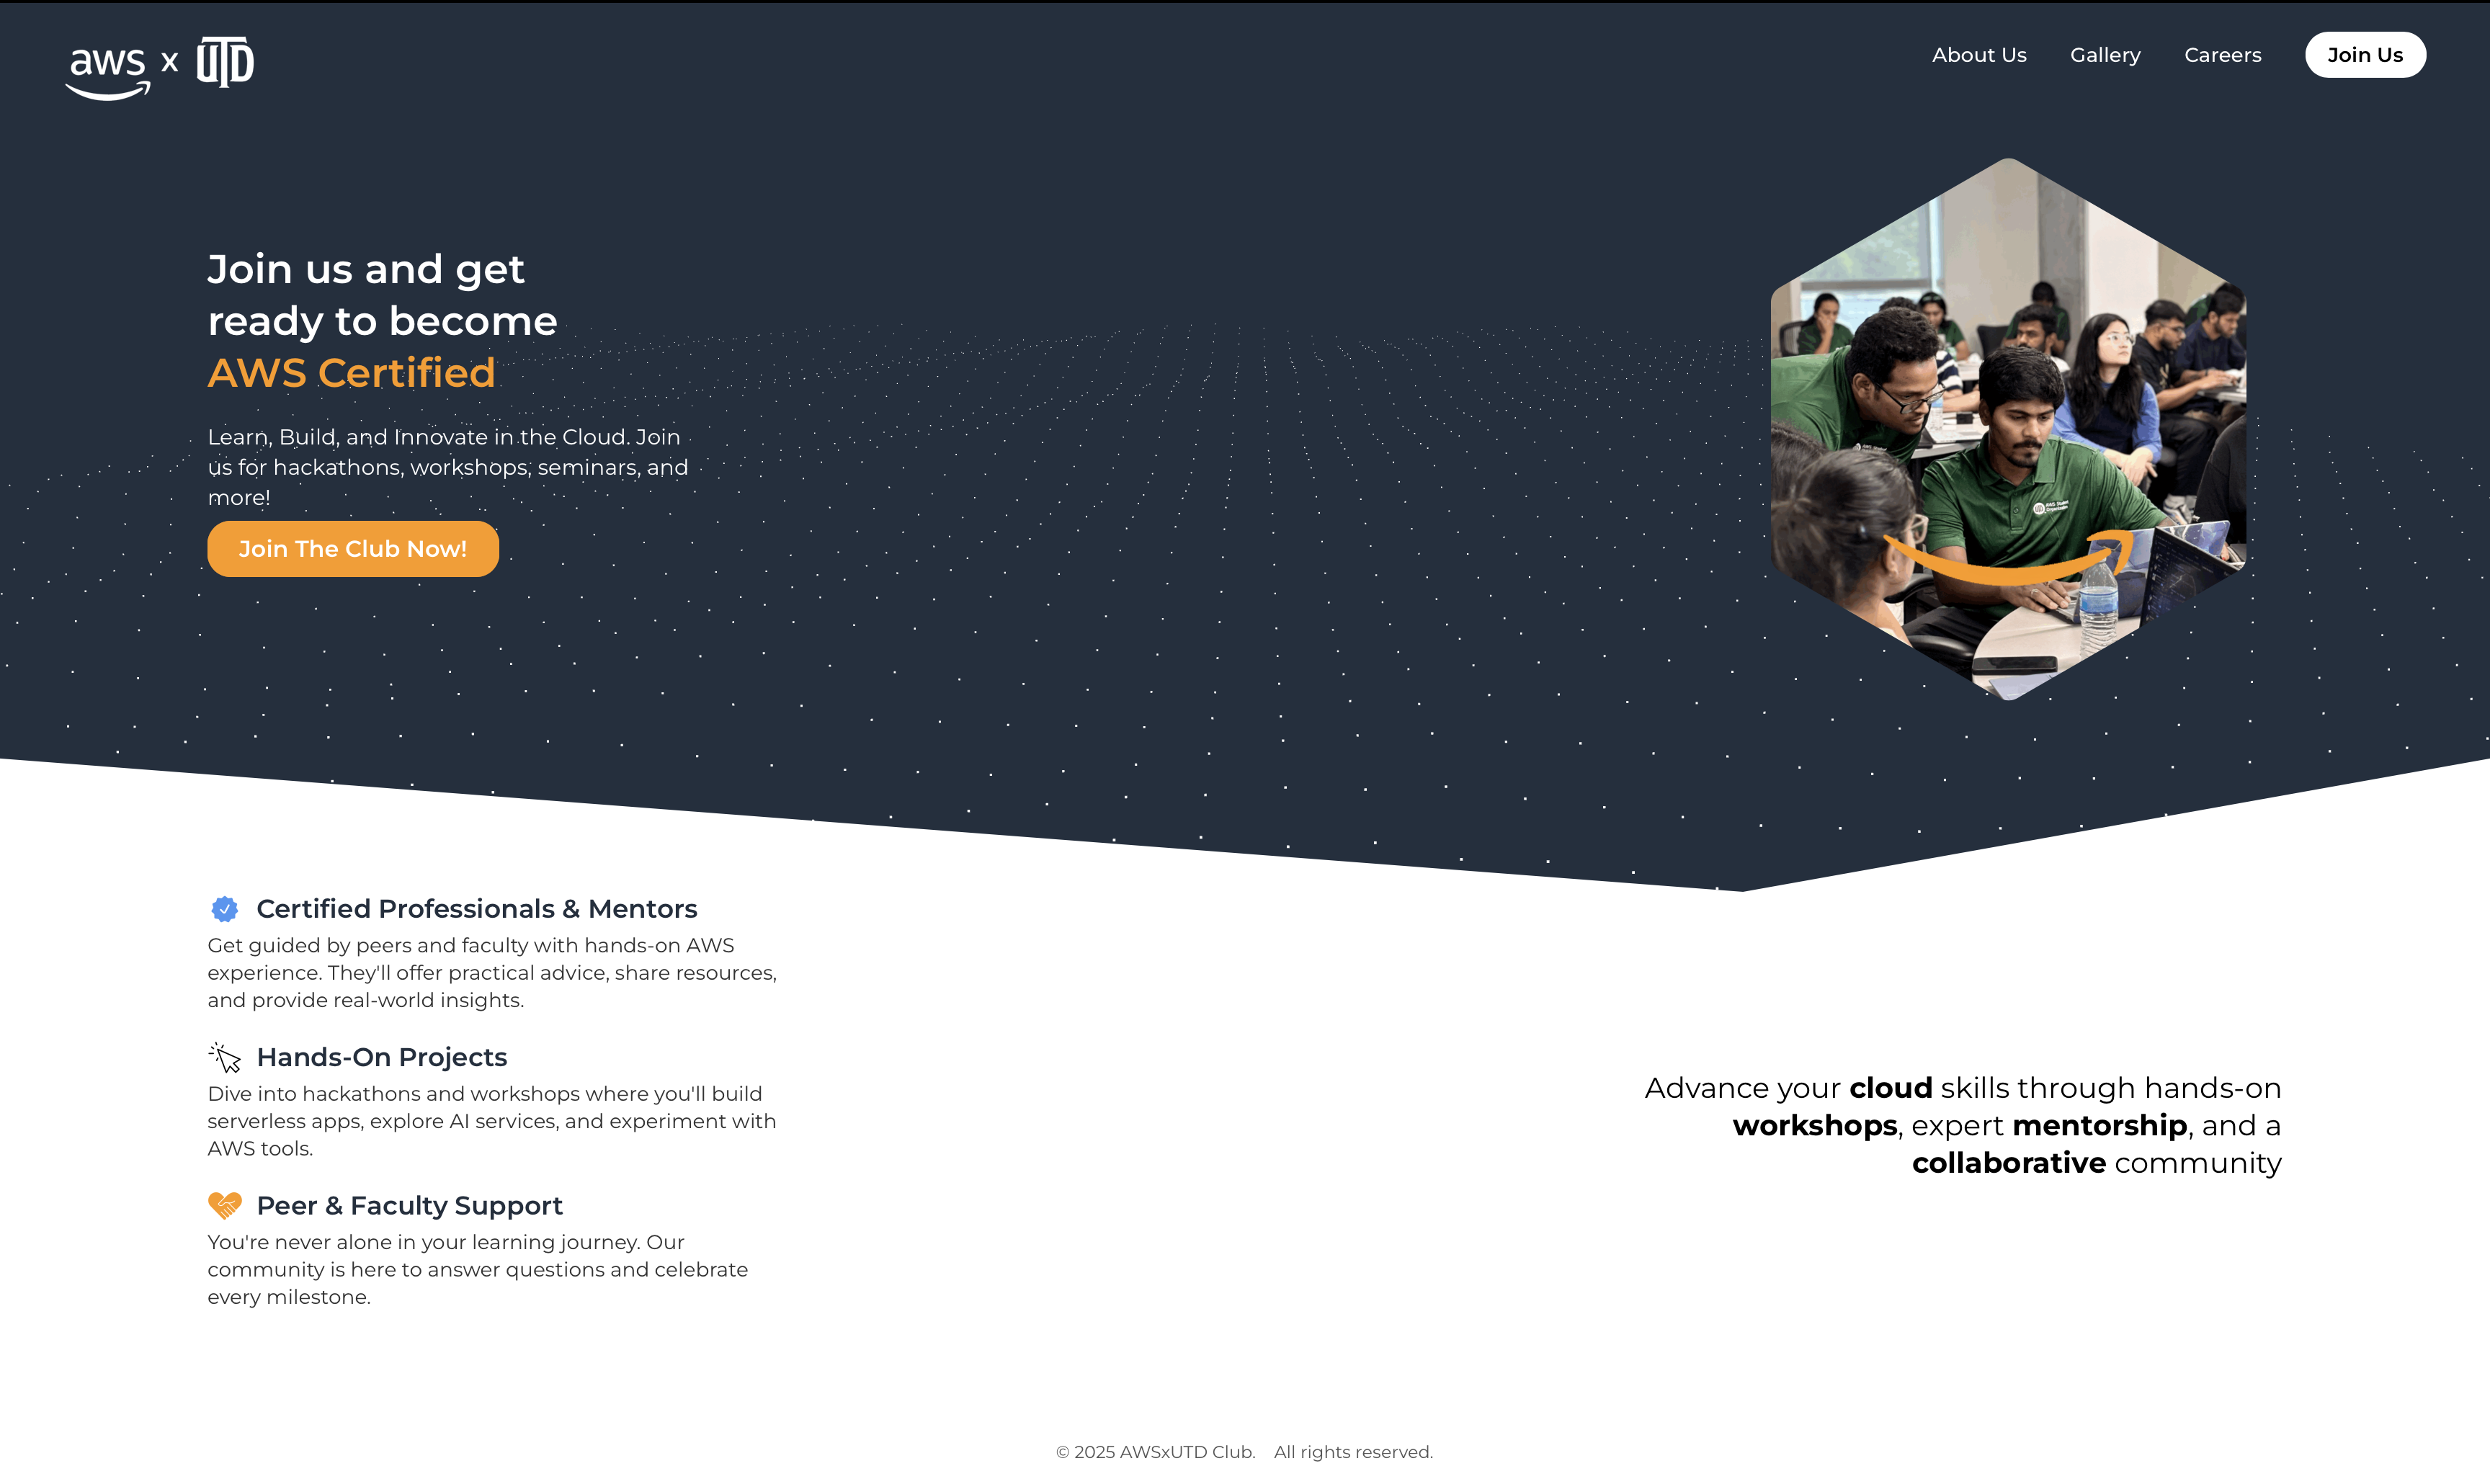 aws x UTD
About Us Gallery Careers Join Us
Join us and get
ready to become
AWS Certified
Learn, Build, and Innovate in the Cloud. Join
us for hackathons, workshops, seminars, and
more!
Join The Club Now!
Certified Professionals & Mentors
Get guided by peers and faculty with hands-on AWS
experience. They'll offer practical advice, share resources,
and provide real-world insights.
Hands-On Projects
Dive into hackathons and workshops where you'll build
serverless apps, explore AI services, and experiment with
AWS tools.
Peer & Faculty Support
You're never alone in your learning journey. Our
community is here to answer questions and celebrate
every milestone.
Advance your cloud skills through hands-on
workshops, expert mentorship, and a
collaborative community
© 2025 AWSxUTD Club. All rights reserved.